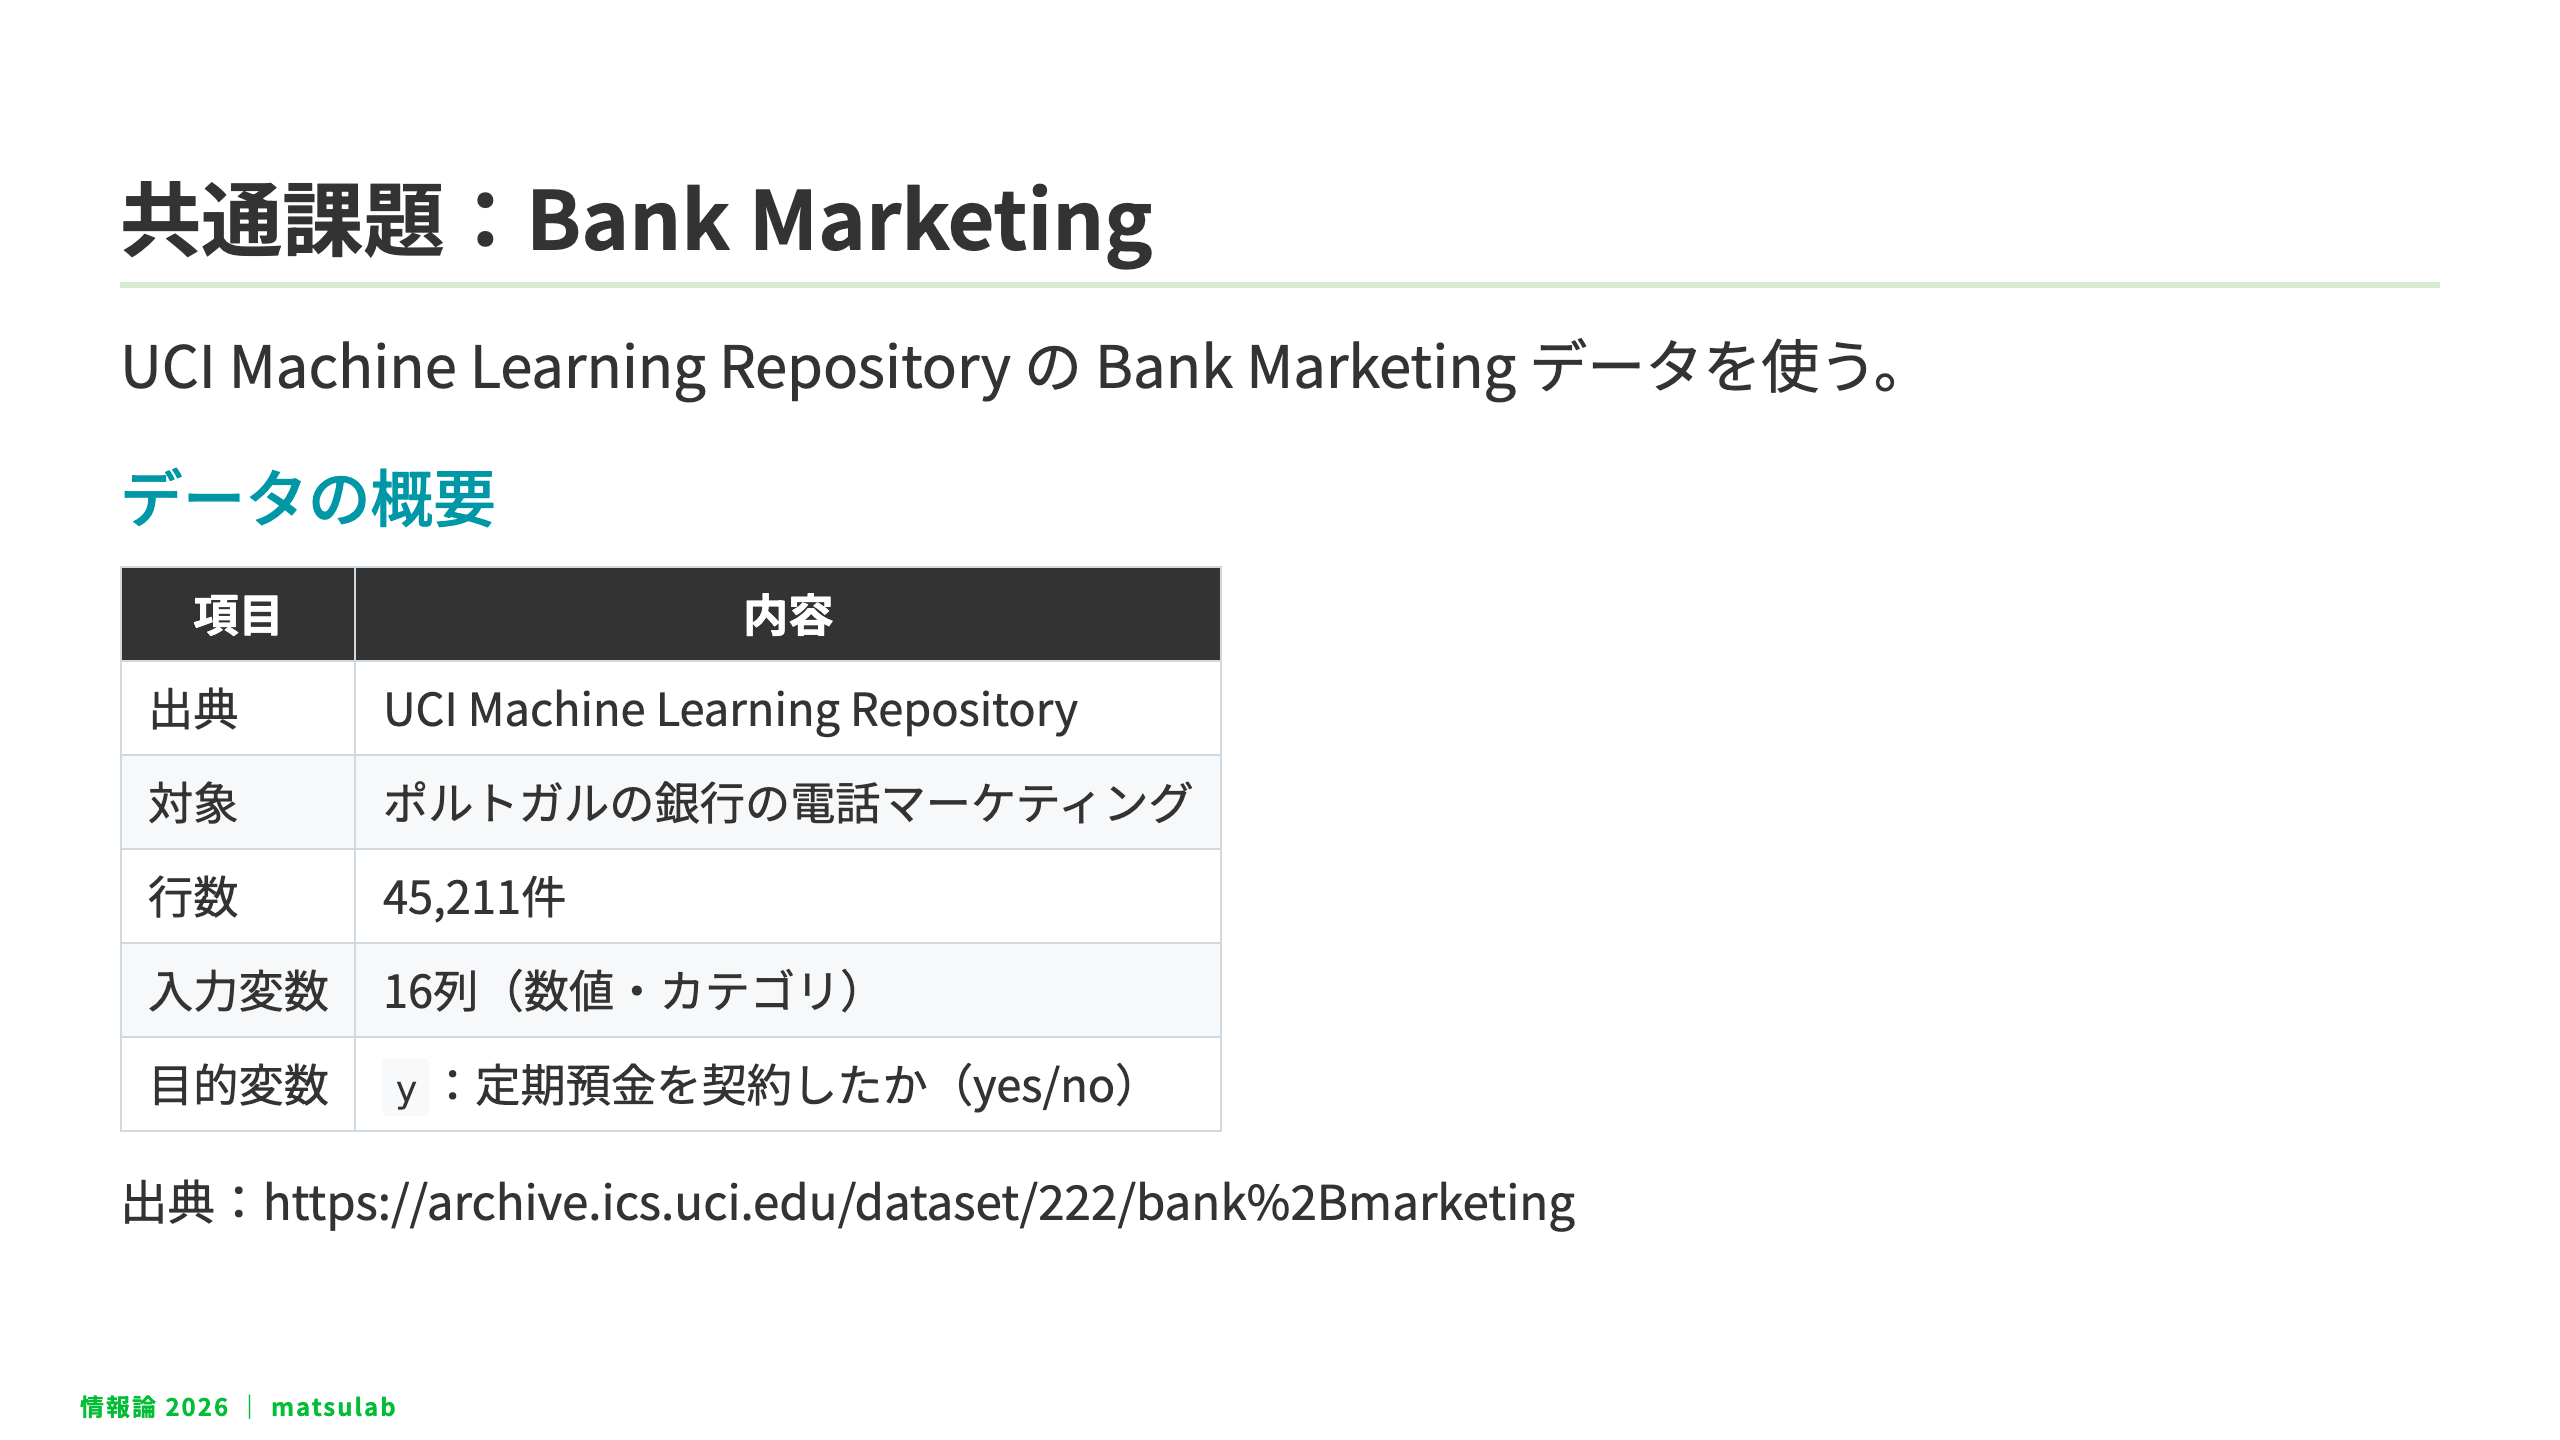 共通課題：Bank Marketing
UCI Machine Learning Repository の Bank Marketing データを使う。
データの概要
項目 内容
出典 UCI Machine Learning Repository
対象 ポルトガルの銀行の電話マーケティング
行数 45,211件
入力変数 16列（数値・カテゴリ）
目的変数 y：定期預金を契約したか（yes/no）
出典：https://archive.ics.uci.edu/dataset/222/bank%2Bmarketing
情報論 2026 ｜ matsulab